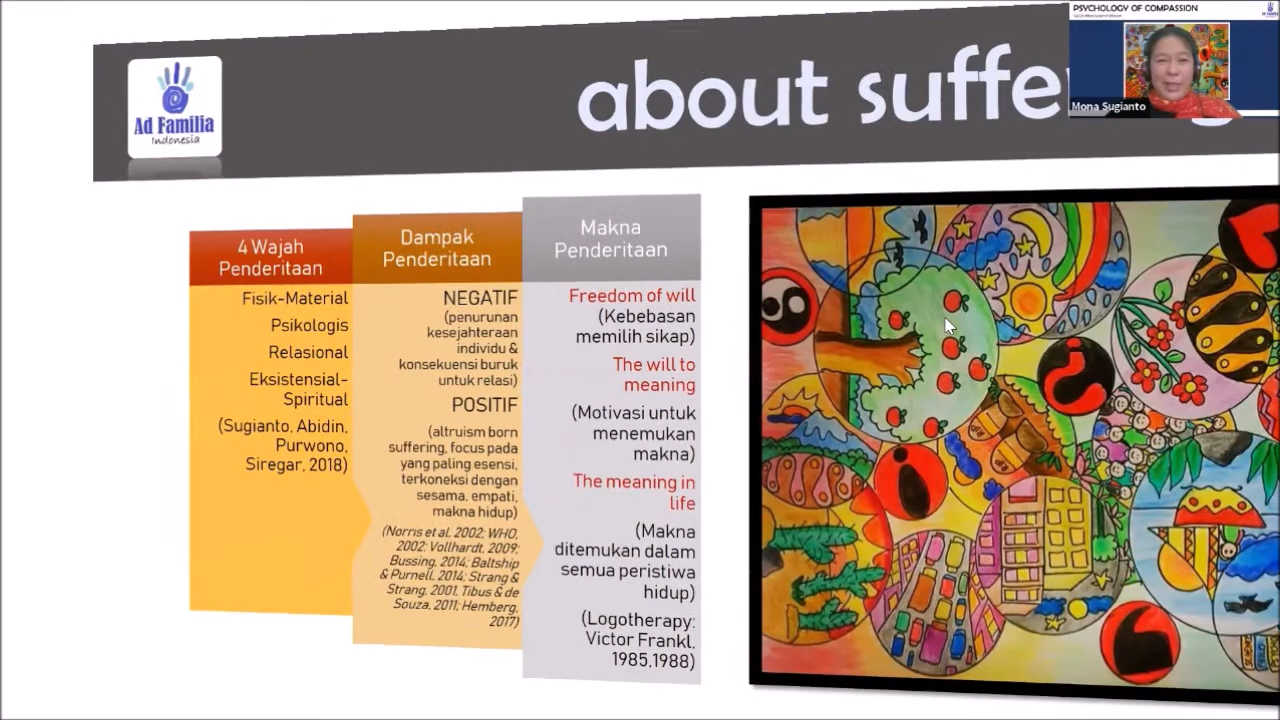 about suffe
Ad Familia
Indonesia
PSYCHOLOGY OF COMPASSION
Mona Sugianto
4 Wajah
Penderitaan
Fisik-Material
Psikologis
Relasional
Eksistensial-
Spiritual
(Sugianto, Abidin,
Purwono,
Siregar, 2018)
Dampak
Penderitaan
NEGATIF
(penurunan
kesejahteraan
individu &
konsekuensi buruk
untuk relasi)
POSITIF
(altruism born
suffering, focus pada
yang paling esensi,
terkoneksi dengan
sesama, empati,
makna hidup)
(Norris et al, 2002; WHO,
2002; Vollhardt, 2009;
Bussing, 2014; Baltship
& Purnell, 2014; Strang &
Strang, 2001, Tibus & de
Souza, 2011; Hemberg,
2017)
Makna
Penderitaan
Freedom of will
(Kebebasan
memilih sikap)
The will to
meaning
(Motivasi untuk
menemukan
makna)
The meaning in
life
(Makna
ditemukan dalam
semua peristiwa
hidup)
(Logotherapy:
Victor Frankl,
1985,1988)